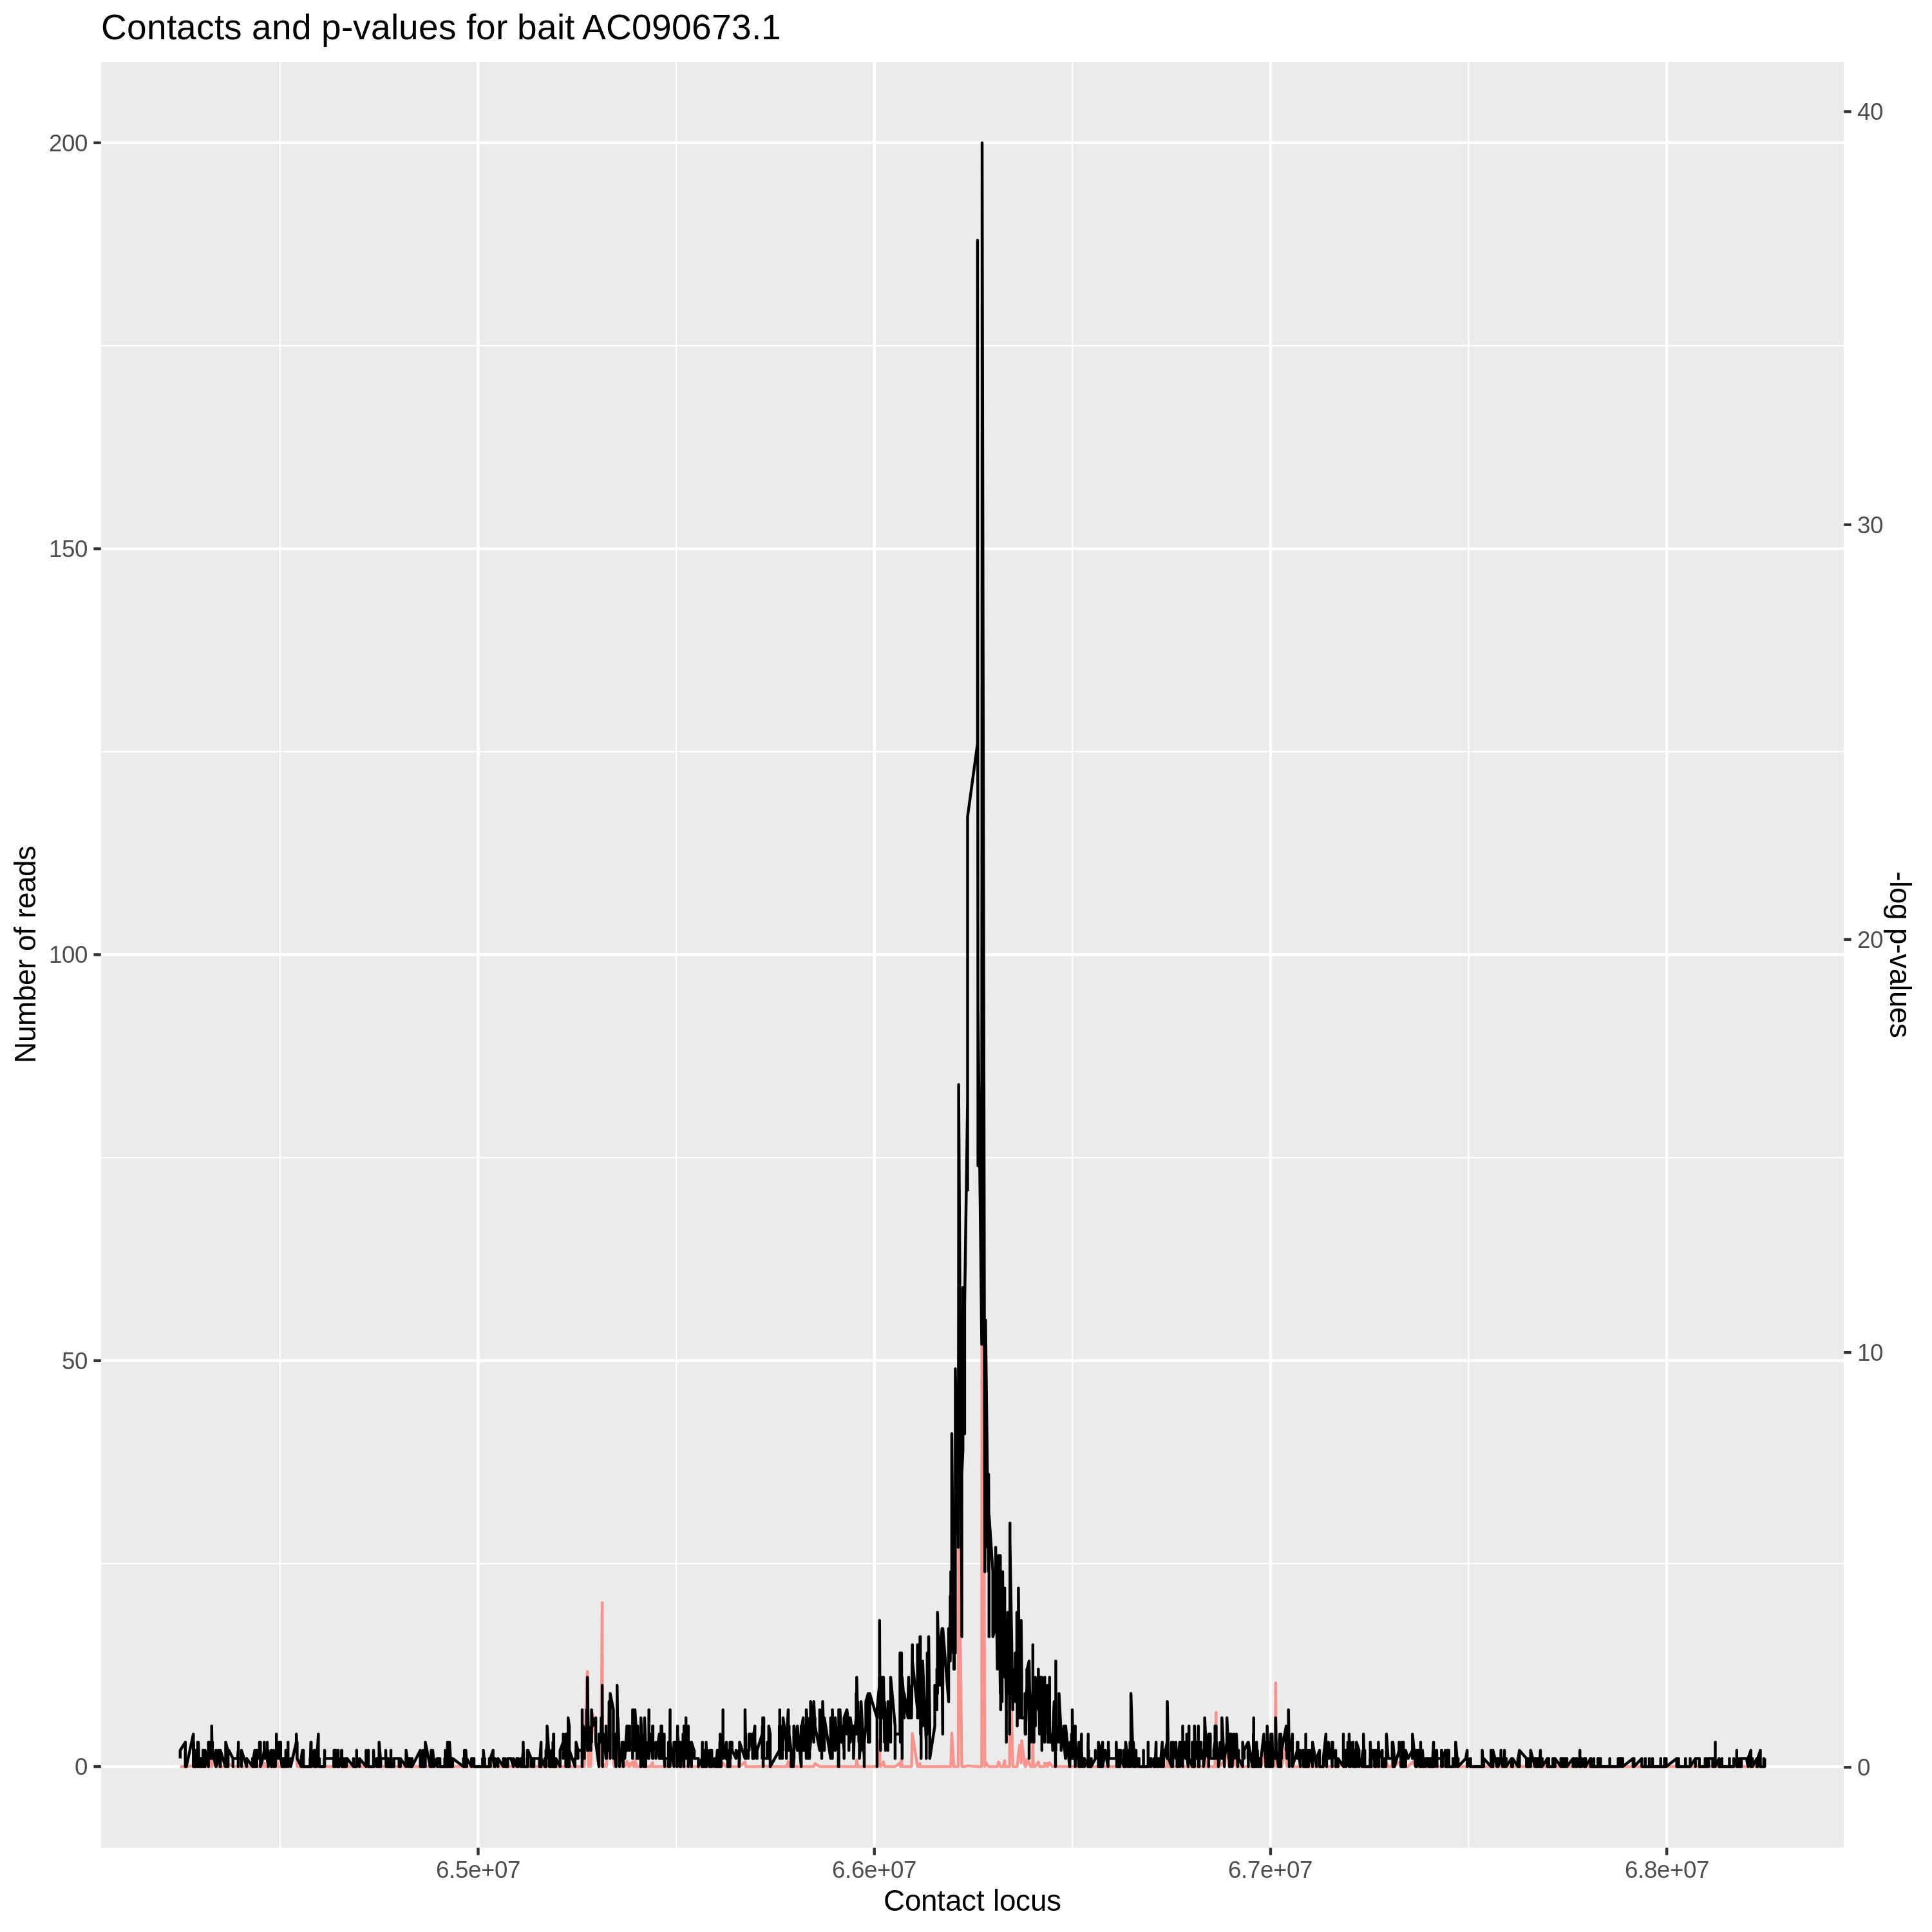 Contacts and p-values for bait AC090673.1
200
150
100
50
0
Number of reads
40
30
20
10
0
-log p-values
6.5e+07 6.6e+07 6.7e+07 6.8e+07
Contact locus